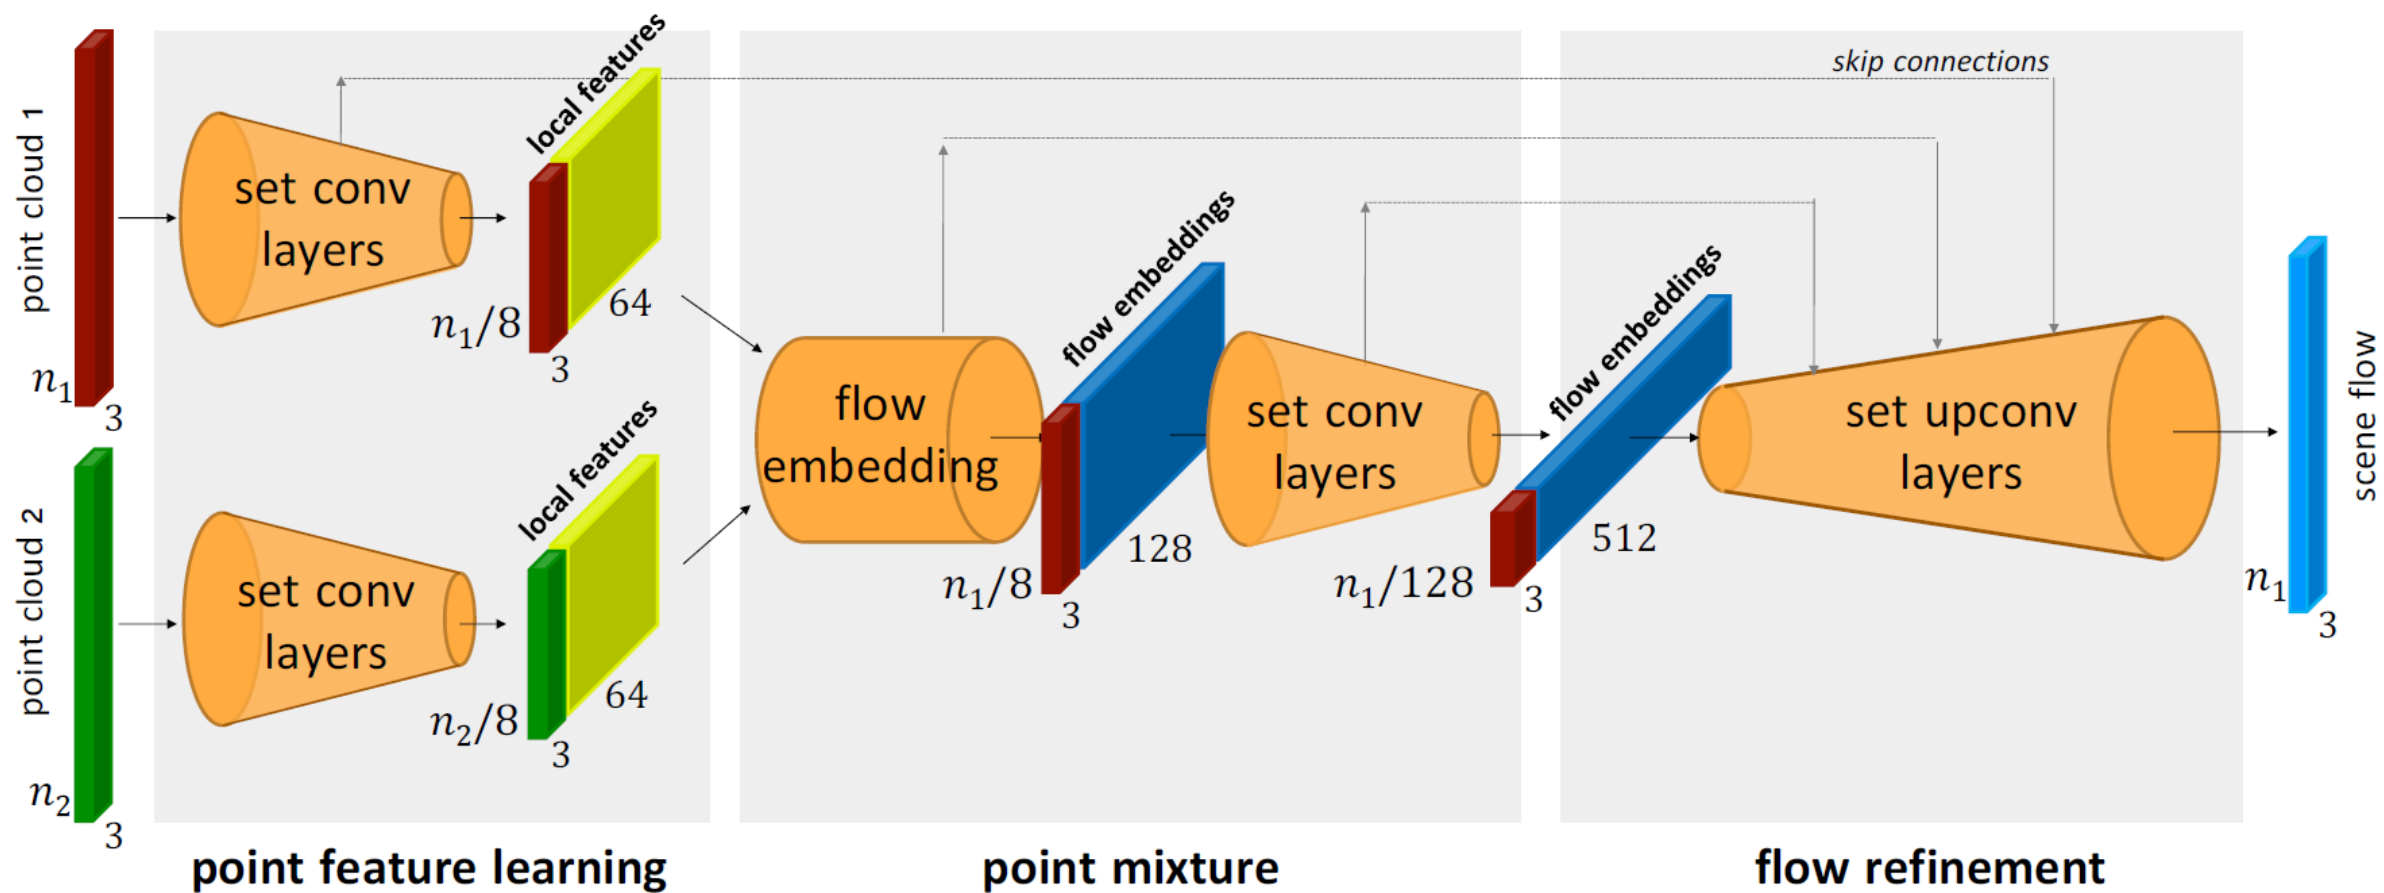 point cloud 1
n₁
3
set conv
layers
local features
n₁/8
3
64
point cloud 2
n₂
3
set conv
layers
local features
n₂/8
3
64
point feature learning
flow
embedding
flow embeddings
n₁/8
3
128
set conv
layers
point mixture
flow embeddings
n₁/128
3
512
skip connections
set upconv
layers
flow refinement
n₁
3
scene flow